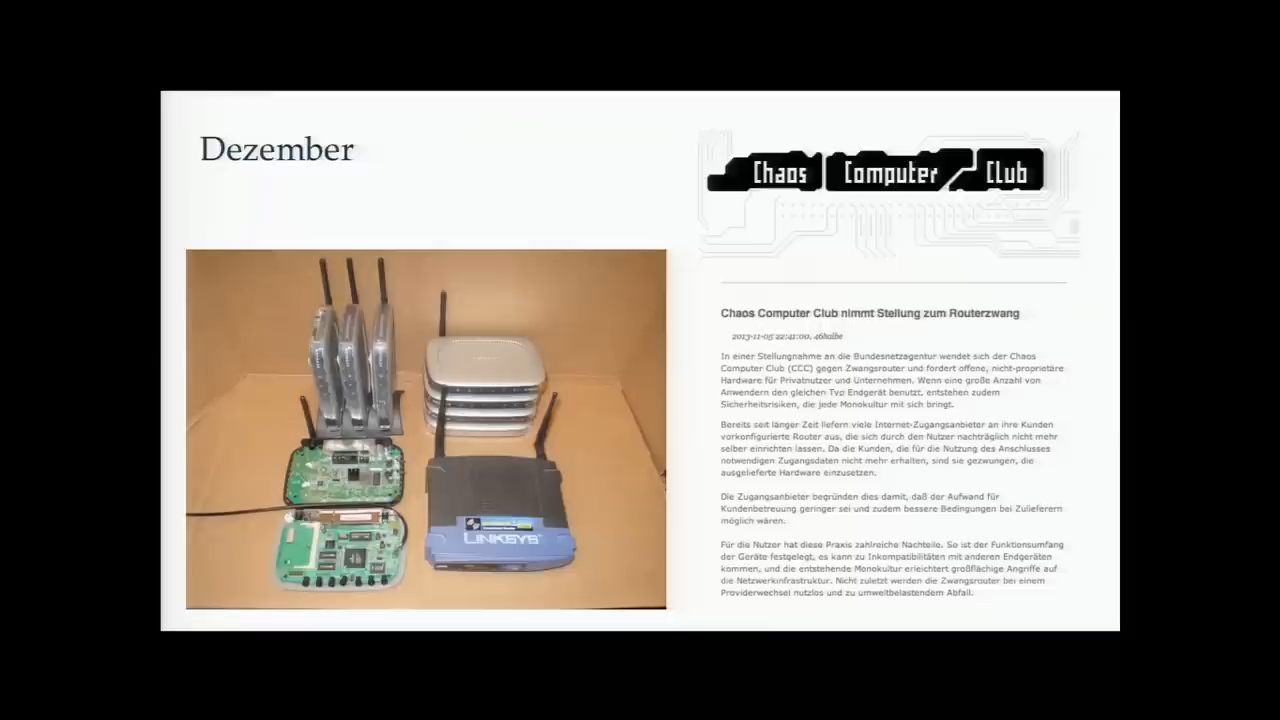 Dezember
Chaos Computer Club
Chaos Computer Club nimmt Stellung zum Routerzwang
2013-11-05 22:41:00, 46halbe
In einer Stellungnahme an die Bundesnetzagentur wendet sich der Chaos
Computer Club (CCC) gegen Zwangsrouter und fordert offene, nicht-proprietäre
Hardware für Privatnutzer und Unternehmen. Wenn eine große Anzahl von
Anwendern den gleichen Typ Endgerät benutzt, entstehen zudem
Sicherheitsrisiken, die jede Monokultur mit sich bringt.
Bereits seit länger Zeit liefern viele Internet-Zugangsanbieter an ihre Kunden
vorkonfigurierte Router aus, die sich durch den Nutzer nachträglich nicht mehr
selber einrichten lassen. Da die Kunden, die für die Nutzung des Anschlusses
notwendigen Zugangsdaten nicht mehr erhalten, sind sie gezwungen, die
ausgelieferte Hardware einzusetzen.
Die Zugangsanbieter begründen dies damit, daß der Aufwand für
Kundenbetreuung geringer sei und zudem bessere Bedingungen bei Zulieferern
möglich wären.
Für die Nutzer hat diese Praxis zahlreiche Nachteile. So ist der Funktionsumfang
der Geräte festgelegt, es kann zu Inkompatibilitäten mit anderen Endgeräten
kommen, und die entstehende Monokultur erleichtert großflächige Angriffe auf
die Netzwerkinfrastruktur. Nicht zuletzt werden die Zwangsrouter bei einem
Providerwechsel nutzlos und zu umweltbelastendem Abfall.
LINKSYS